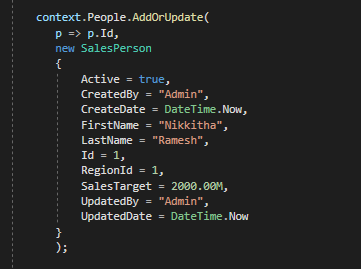 context.People.AddOrUpdate(
p => p.Id,
new SalesPerson
{
Active = true,
CreatedBy = "Admin",
CreateDate = DateTime.Now,
FirstName = "Nikkitha",
LastName = "Ramesh",
Id = 1,
RegionId = 1,
SalesTarget = 2000.00M,
UpdatedBy = "Admin",
UpdatedDate = DateTime.Now
}
);